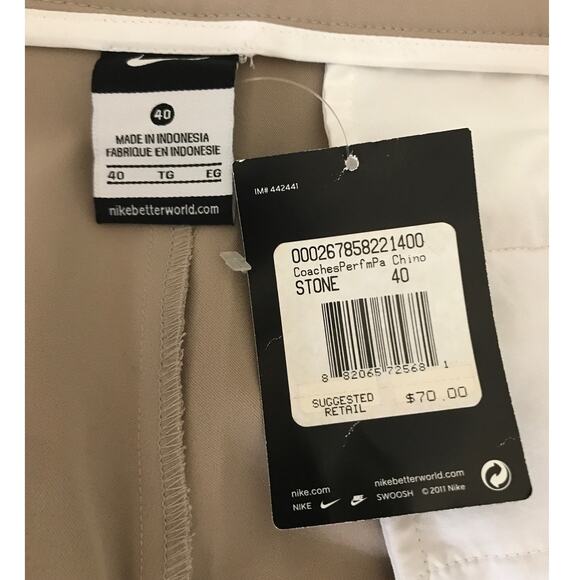 40
MADE IN INDONESIA
FABRIQUE EN INDONESIE
40 TG EG
nikebetterworld.com
IM# 442441
000267858221400
CoachesPerfmPa Chino
STONE 40
8 82065 72568 1
SUGGESTED
RETAIL $70.00
nike.com nikebetterworld.com
NIKE SWOOSH © 2011 Nike